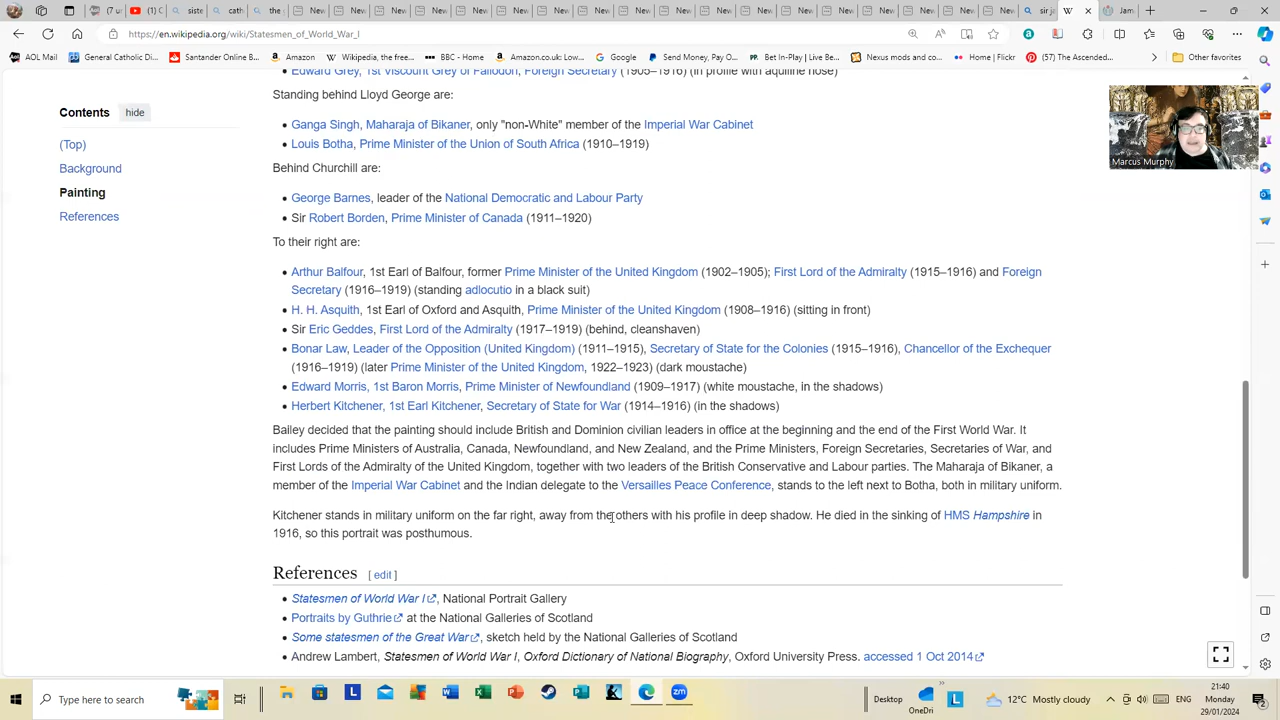 (7 u
(1) C
siste
cath
the s
sir ja
Jam
https://en.wikipedia.org/wiki/Statesmen_of_World_War_I
AOL Mail
DC Universe Timelin...
Santander Online B...
Amazon
Wikipedia, the free...
BBC - Home
Amazon.co.uk: Low...
Google
Send Money, Pay O...
Bet In-Play | Live Be...
Nexus mods and co...
Home | Flickr
(57) The Ascended...
Other favorites
Contents
hide
(Top)
Background
Painting
References
Edward Grey, 1st Viscount Grey of Fallodon, Foreign Secretary (1905–1916) (in profile with aquiline nose)
Standing behind Lloyd George are:
Ganga Singh, Maharaja of Bikaner, only "non-White" member of the Imperial War Cabinet
Louis Botha, Prime Minister of the Union of South Africa (1910–1919)
Behind Churchill are:
George Barnes, leader of the National Democratic and Labour Party
Sir Robert Borden, Prime Minister of Canada (1911–1920)
To their right are:
Arthur Balfour, 1st Earl of Balfour, former Prime Minister of the United Kingdom (1902–1905); First Lord of the Admiralty (1915–1916) and Foreign
Secretary (1916–1919) (standing adlocutio in a black suit)
H. H. Asquith, 1st Earl of Oxford and Asquith, Prime Minister of the United Kingdom (1908–1916) (sitting in front)
Sir Eric Geddes, First Lord of the Admiralty (1917–1919) (behind, cleanshaven)
Bonar Law, Leader of the Opposition (United Kingdom) (1911–1915), Secretary of State for the Colonies (1915–1916), Chancellor of the Exchequer
(1916–1919) (later Prime Minister of the United Kingdom, 1922–1923) (dark moustache)
Edward Morris, 1st Baron Morris, Prime Minister of Newfoundland (1909–1917) (white moustache, in the shadows)
Herbert Kitchener, 1st Earl Kitchener, Secretary of State for War (1914–1916) (in the shadows)
Bailey decided that the painting should include British and Dominion civilian leaders in office at the beginning and the end of the First World War. It
includes Prime Ministers of Australia, Canada, Newfoundland, and New Zealand, and the Prime Ministers, Foreign Secretaries, Secretaries of War, and
First Lords of the Admiralty of the United Kingdom, together with two leaders of the British Conservative and Labour parties. The Maharaja of Bikaner, a
member of the Imperial War Cabinet and the Indian delegate to the Versailles Peace Conference, stands to the left next to Botha, both in military uniform.
Kitchener stands in military uniform on the far right, away from the others with his profile in deep shadow. He died in the sinking of HMS Hampshire in
1916, so this portrait was posthumous.
References [ edit ]
Statesmen of World War I, National Portrait Gallery
Portraits by Guthrie at the National Galleries of Scotland
Some statesmen of the Great War, sketch held by the National Galleries of Scotland
Andrew Lambert, Statesmen of World War I, Oxford Dictionary of National Biography, Oxford University Press. accessed 1 Oct 2014
Marcus Murphy
Type here to search
Desktop
OneDri
12°C Mostly cloudy
21:40
Monday
29/01/2024